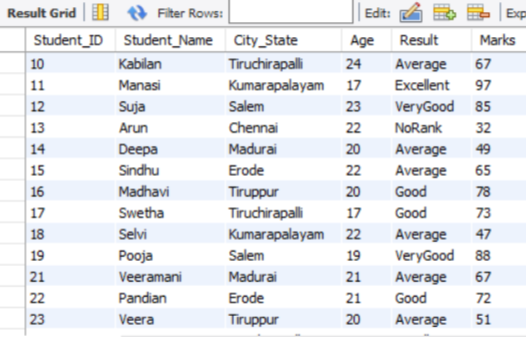 Result Grid Filter Rows: Edit:
Student_ID Student_Name City_State Age Result Marks
10 Kabilan Tiruchirapalli 24 Average 67
11 Manasi Kumarapalayam 17 Excellent 97
12 Suja Salem 23 VeryGood 85
13 Arun Chennai 22 NoRank 32
14 Deepa Madurai 20 Average 49
15 Sindhu Erode 22 Average 65
16 Madhavi Tiruppur 20 Good 78
17 Swetha Tiruchirapalli 17 Good 73
18 Selvi Kumarapalayam 22 Average 47
19 Pooja Salem 19 VeryGood 88
21 Veeramani Madurai 21 Average 67
22 Pandian Erode 21 Good 72
23 Veera Tiruppur 20 Average 51